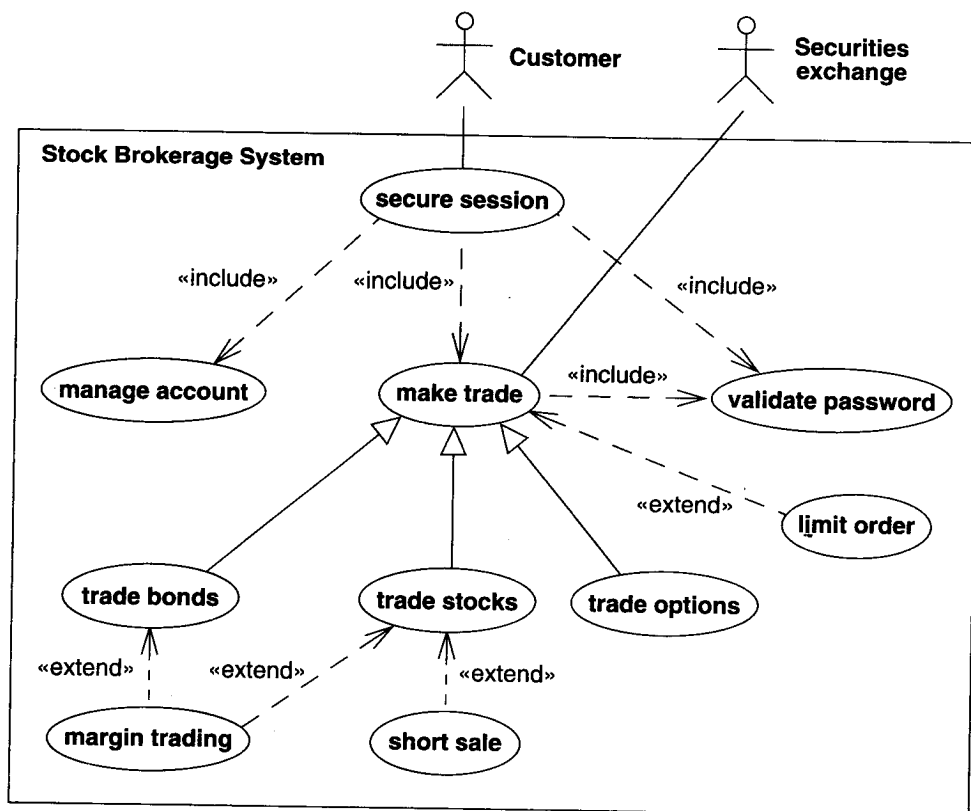 Customer
Securities
exchange
Stock Brokerage System
secure session
«include»
«include»
«include»
manage account
make trade
«include»
validate password
«extend»
limit order
trade bonds
trade stocks
trade options
«extend»
«extend»
«extend»
margin trading
short sale